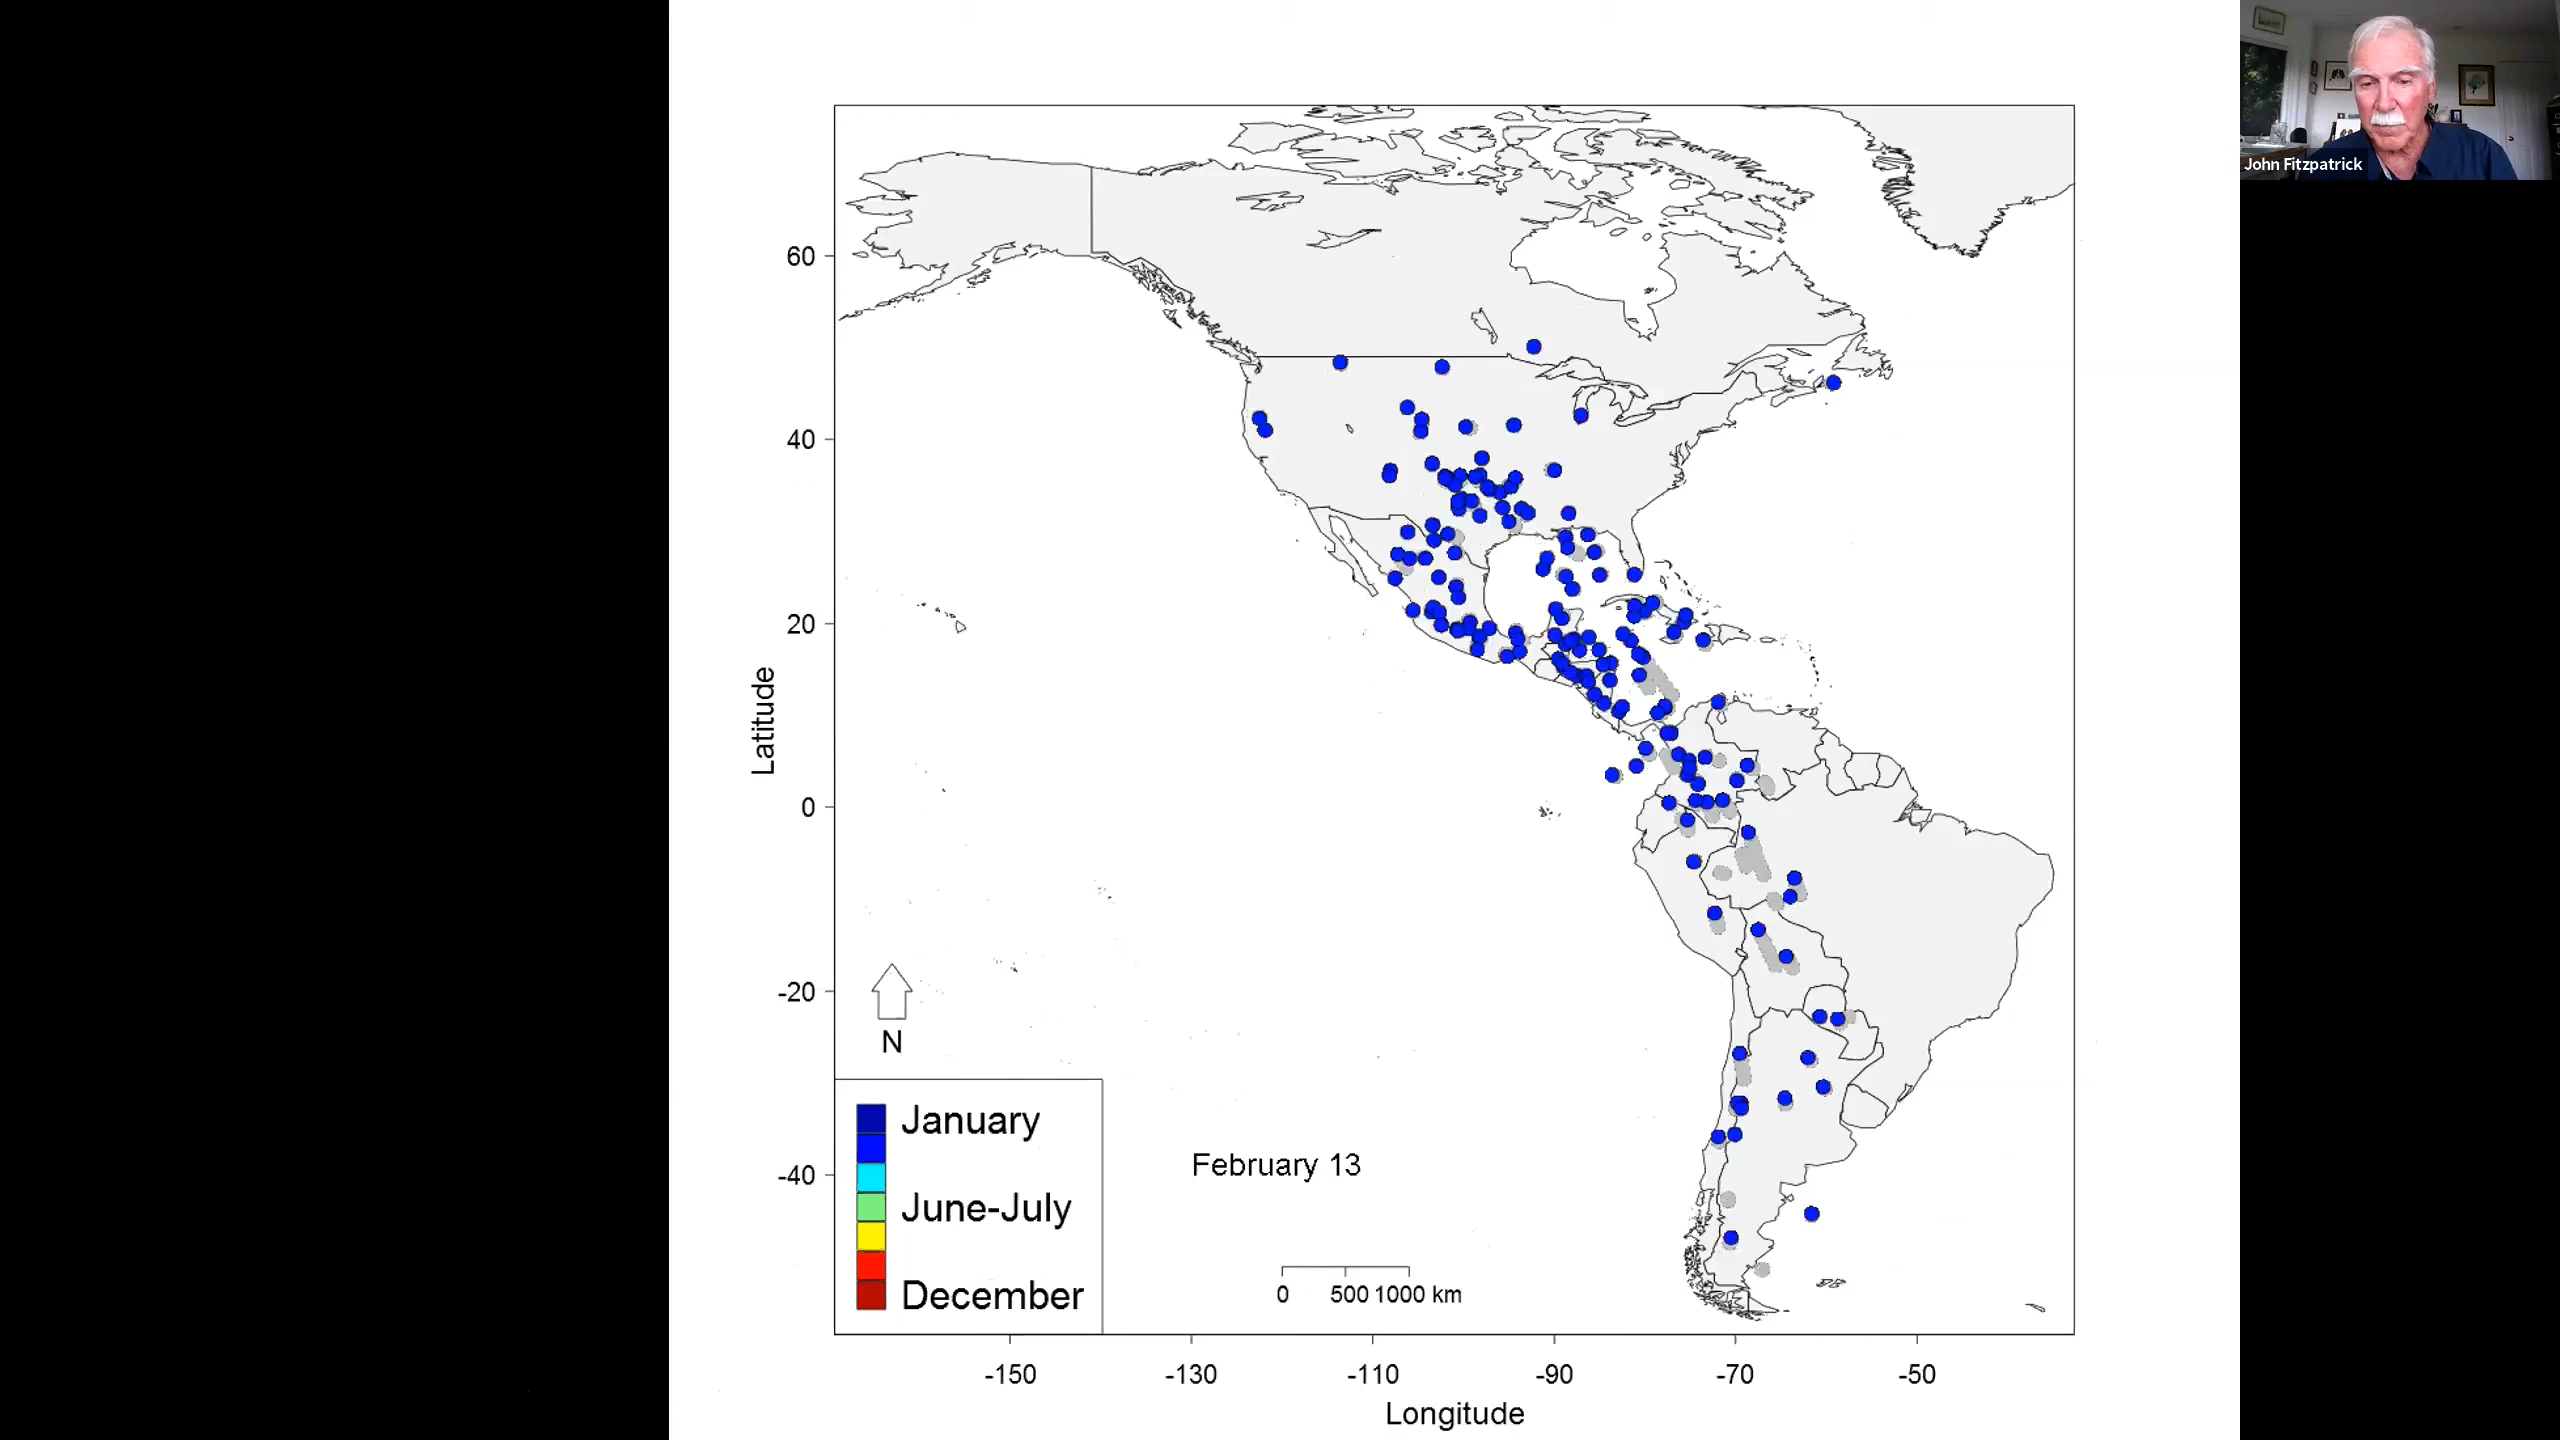 John Fitzpatrick
60
40
20
0
-20
-40
Latitude
N
January
June-July
December
February 13
0 500 1000 km
-150 -130 -110 -90 -70 -50
Longitude